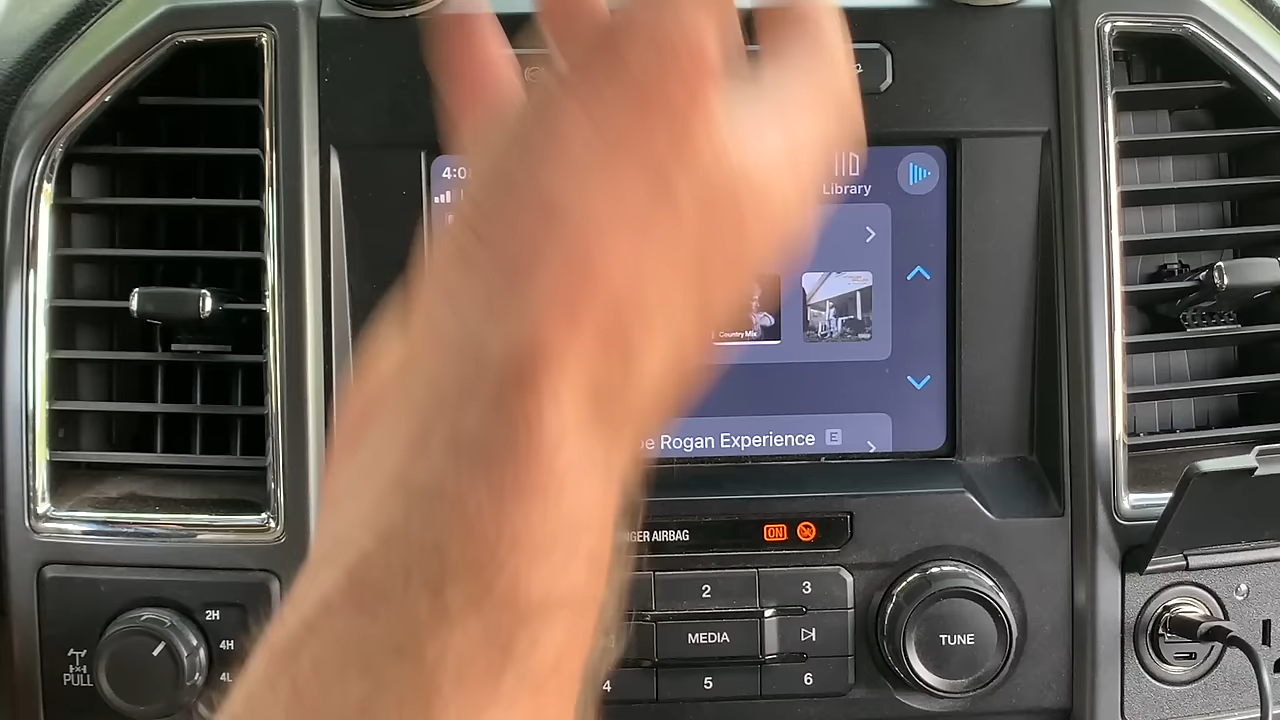 4:0
Library
Country Mix
oe Rogan Experience E
NGER AIRBAG
ON
2
3
MEDIA
4
5
6
TUNE
2H
4H
4L
PULL